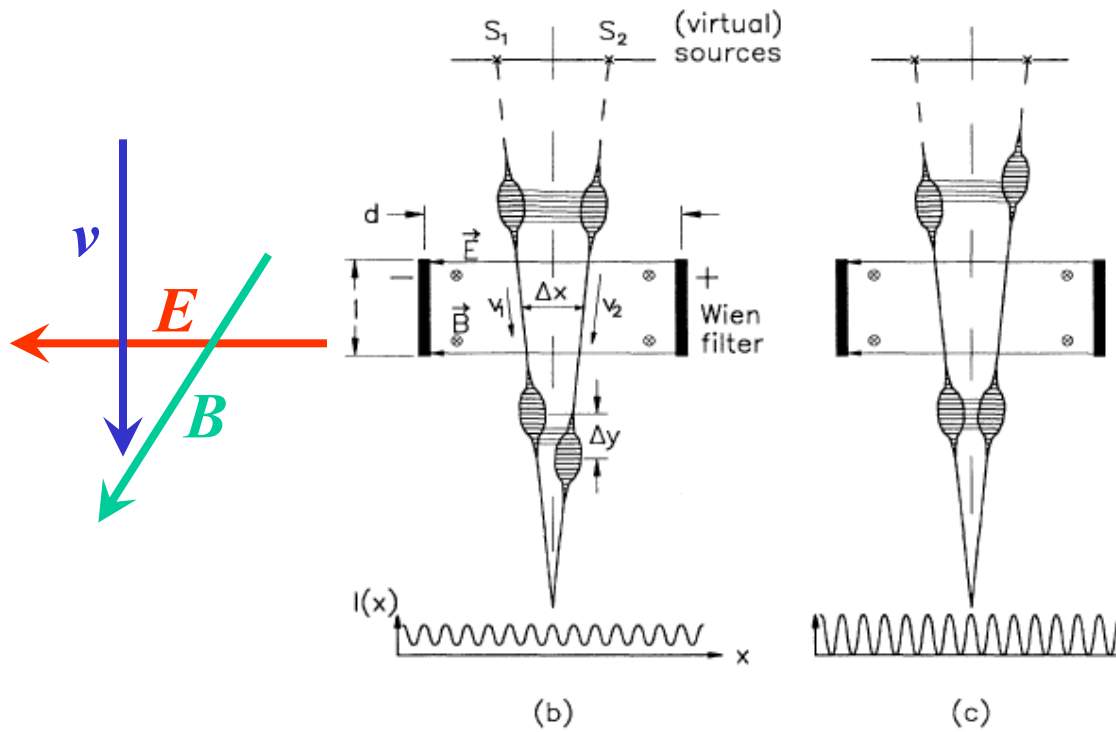 v
E
B
S₁ S₂ (virtual)
sources
d
− E⃗ +
v₁ Δx v₂ Wien
filter
l B⃗
Δy
I(x)
x
(b) (c)